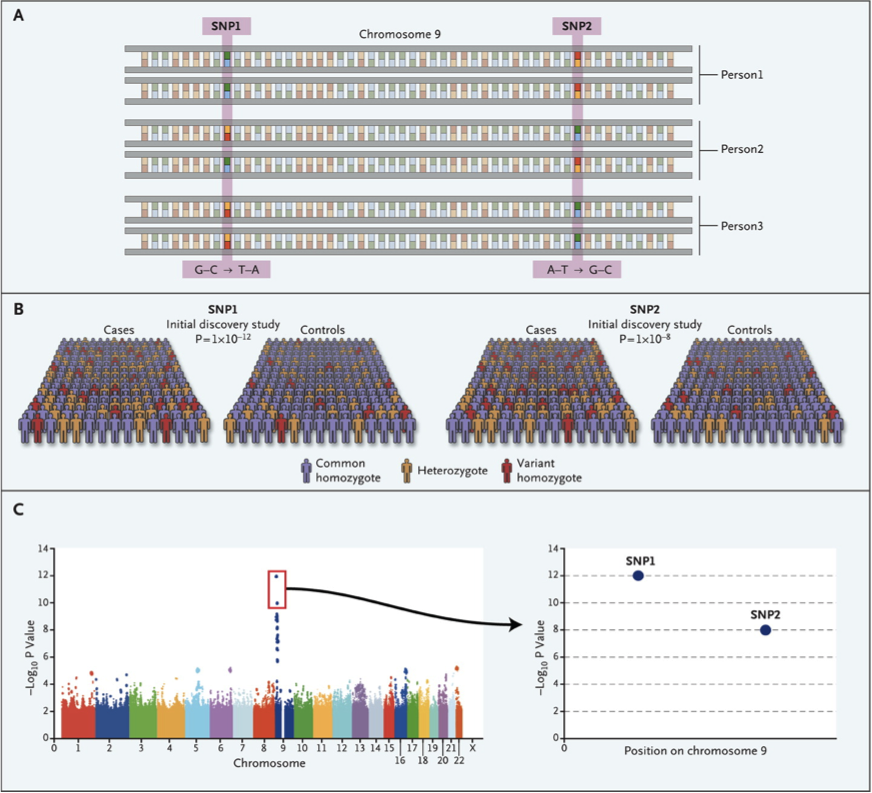 A
SNP1
SNP2
Chromosome 9
Person1
Person2
Person3
G–C → T–A
A–T → G–C
B
SNP1
Initial discovery study
P=1×10⁻¹²
Cases
Controls
SNP2
Initial discovery study
P=1×10⁻⁸
Cases
Controls
Common
homozygote
Heterozygote
Variant
homozygote
C
14
12
10
8
6
4
2
0
–Log₁₀ P Value
0 1 2 3 4 5 6 7 8 9 10 11 12 13 14 15 17 19 21 X
16 18 20 22
Chromosome
14
12
10
8
6
4
2
0
–Log₁₀ P Value
SNP1
SNP2
0
Position on chromosome 9